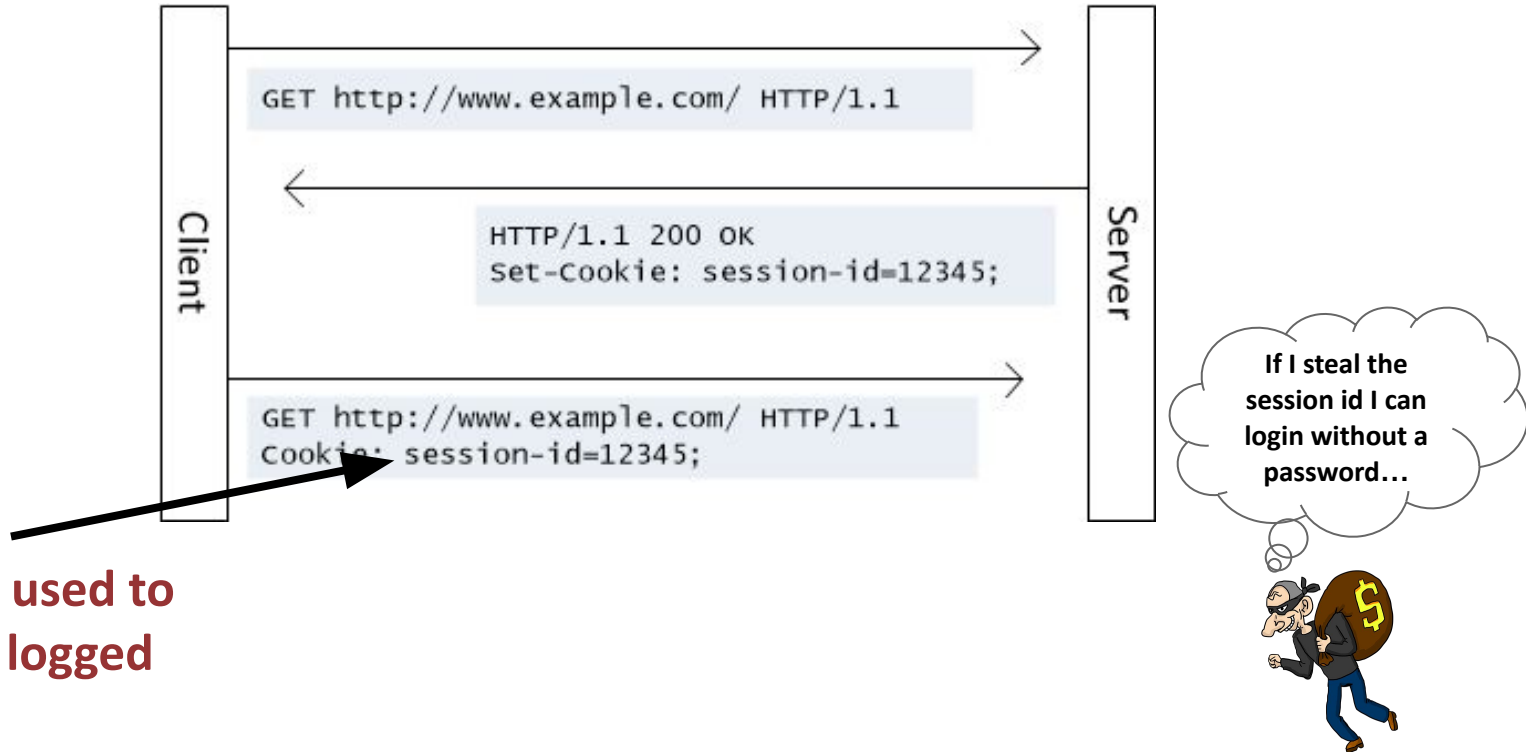 GET http://www.example.com/ HTTP/1.1
Client
HTTP/1.1 200 OK
Set-Cookie: session-id=12345;
Server
GET http://www.example.com/ HTTP/1.1
Cookie: session-id=12345;
If I steal the
session id I can
login without a
password…
used to
logged
$